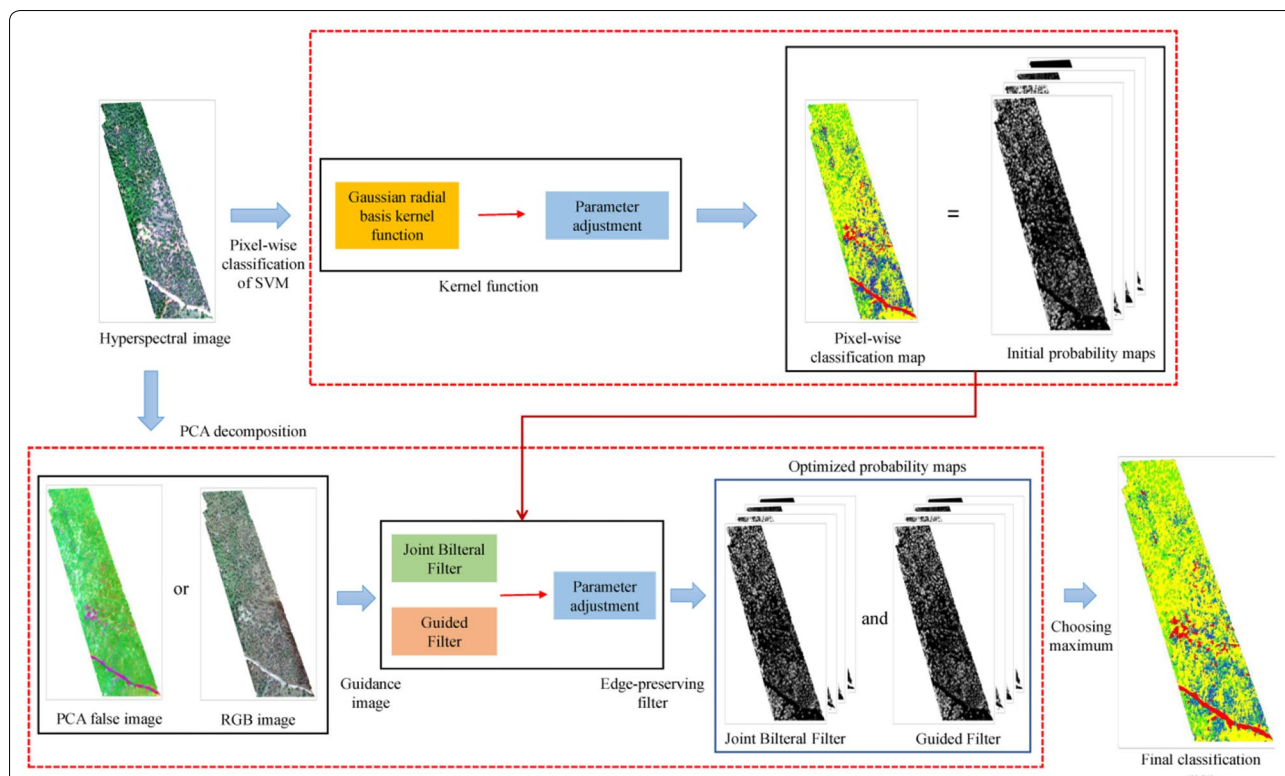 Hyperspectral image
Pixel-wise
classification
of SVM
Gaussian radial
basis kernel
function
Parameter
adjustment
Kernel function
Pixel-wise
classification map
=
Initial probability maps
PCA decomposition
PCA false image
or
RGB image
Guidance
image
Joint Bilteral
Filter
Guided
Filter
Parameter
adjustment
Edge-preserving
filter
Optimized probability maps
Joint Bilteral Filter
and
Guided Filter
Choosing
maximum
Final classification